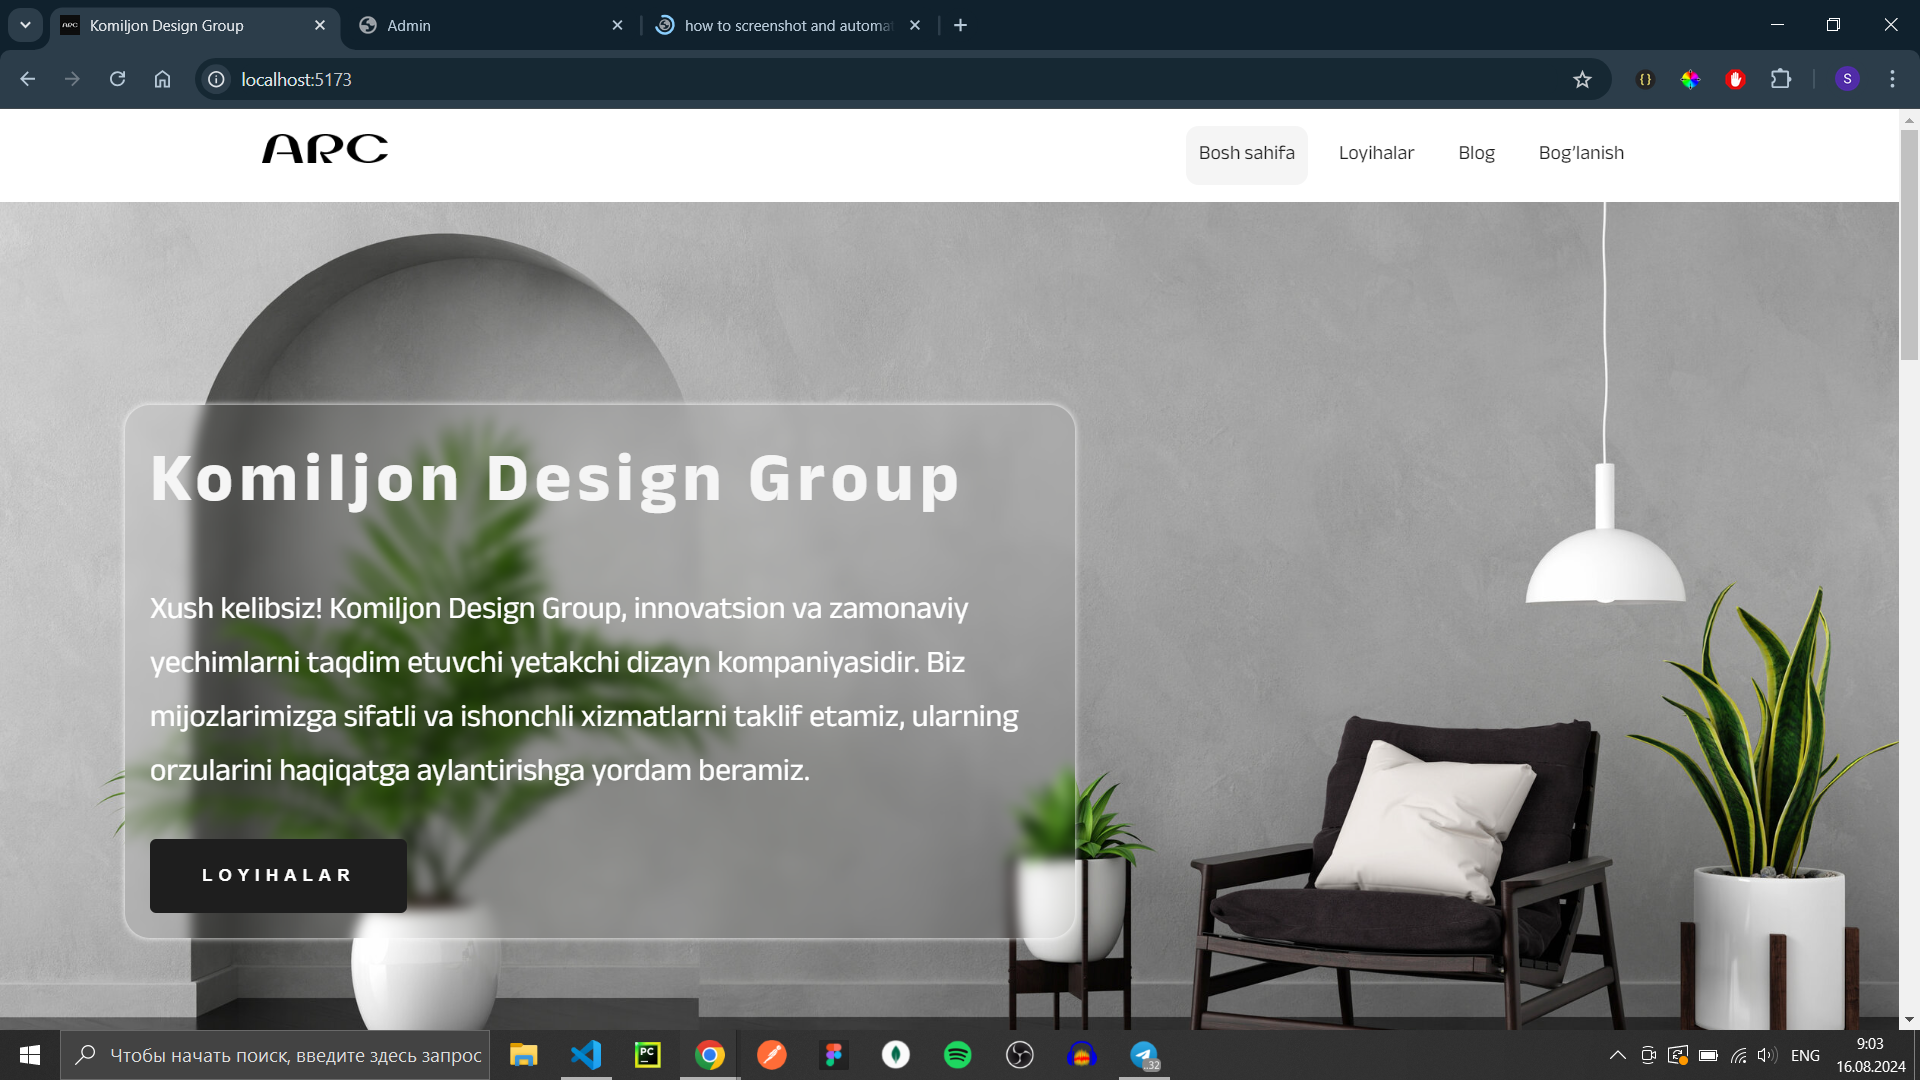 Komiljon Design Group
Admin
how to screenshot and automa
localhost:5173
S
ARC
Bosh sahifa
Loyihalar
Blog
Bog‘lanish
Komiljon Design Group
Xush kelibsiz! Komiljon Design Group, innovatsion va zamonaviy
yechimlarni taqdim etuvchi yetakchi dizayn kompaniyasidir. Biz
mijozlarimizga sifatli va ishonchli xizmatlarni taklif etamiz, ularning
orzularini haqiqatga aylantirishga yordam beramiz.
LOYIHALAR
Чтобы начать поиск, введите здесь запрос
PC
..32
ENG
9:03
16.08.2024